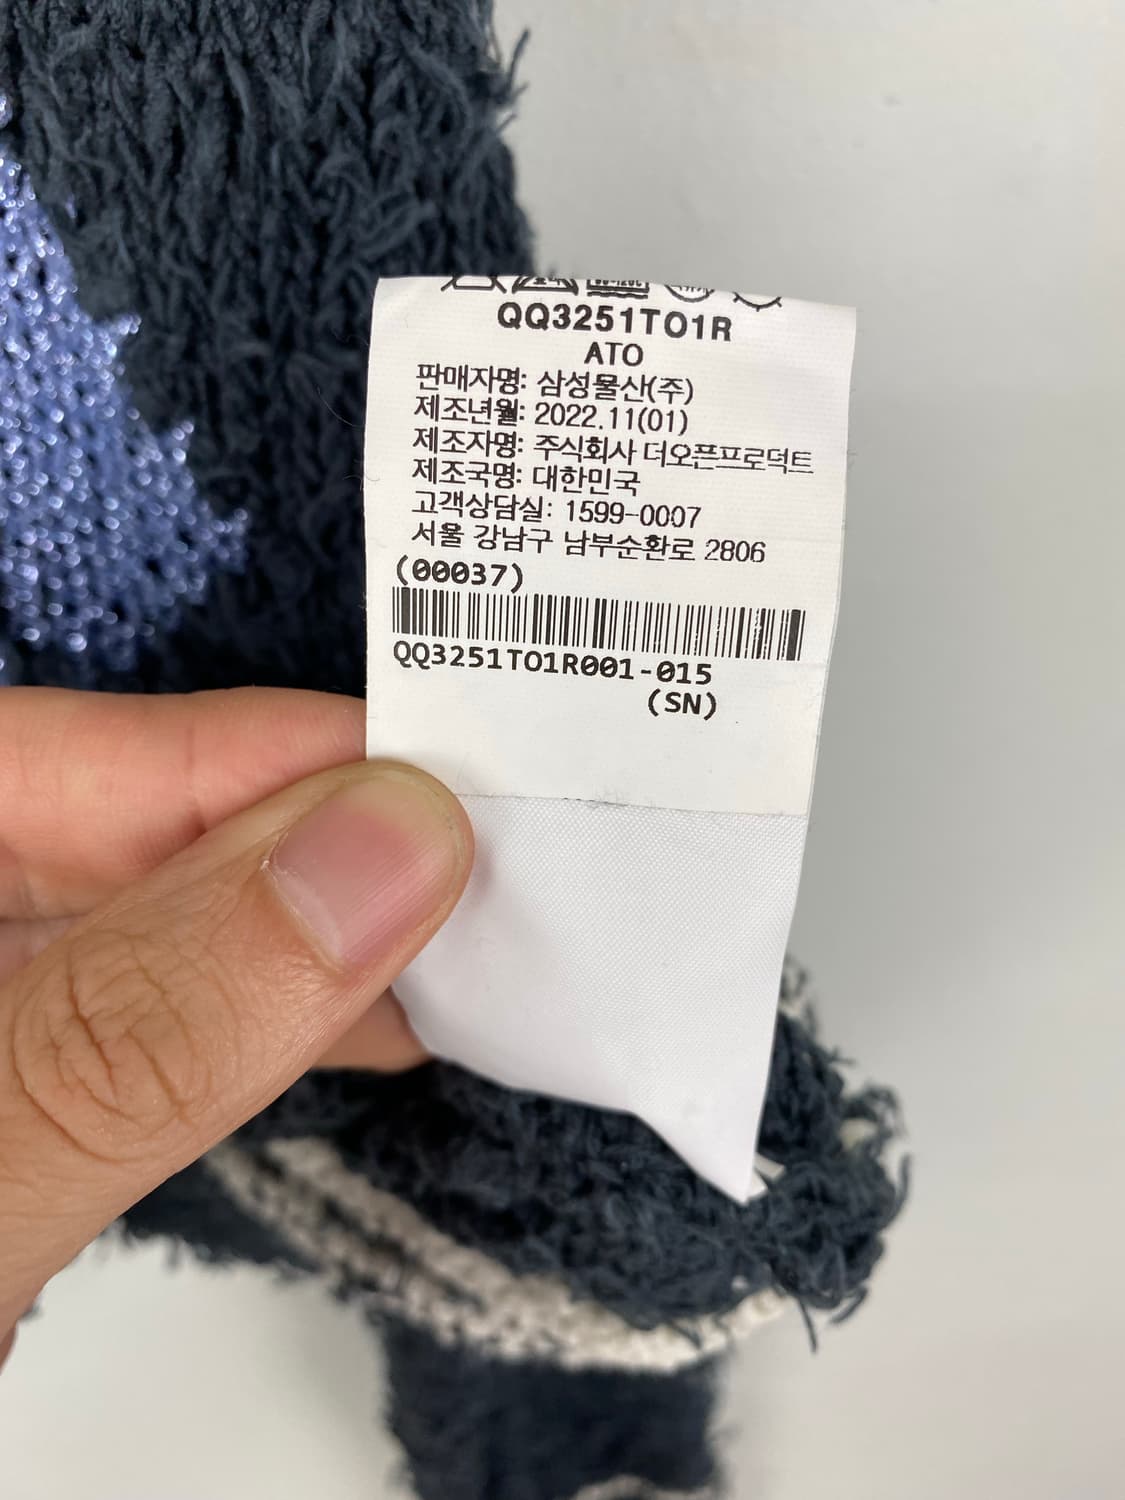 QQ3251TO1R
ATO
판매자명: 삼성물산(주)
제조년월: 2022.11(01)
제조자명: 주식회사 더오픈프로덕트
제조국명: 대한민국
고객상담실: 1599-0007
서울 강남구 남부순환로 2806
(00037)
QQ3251TO1R001-015
(SN)